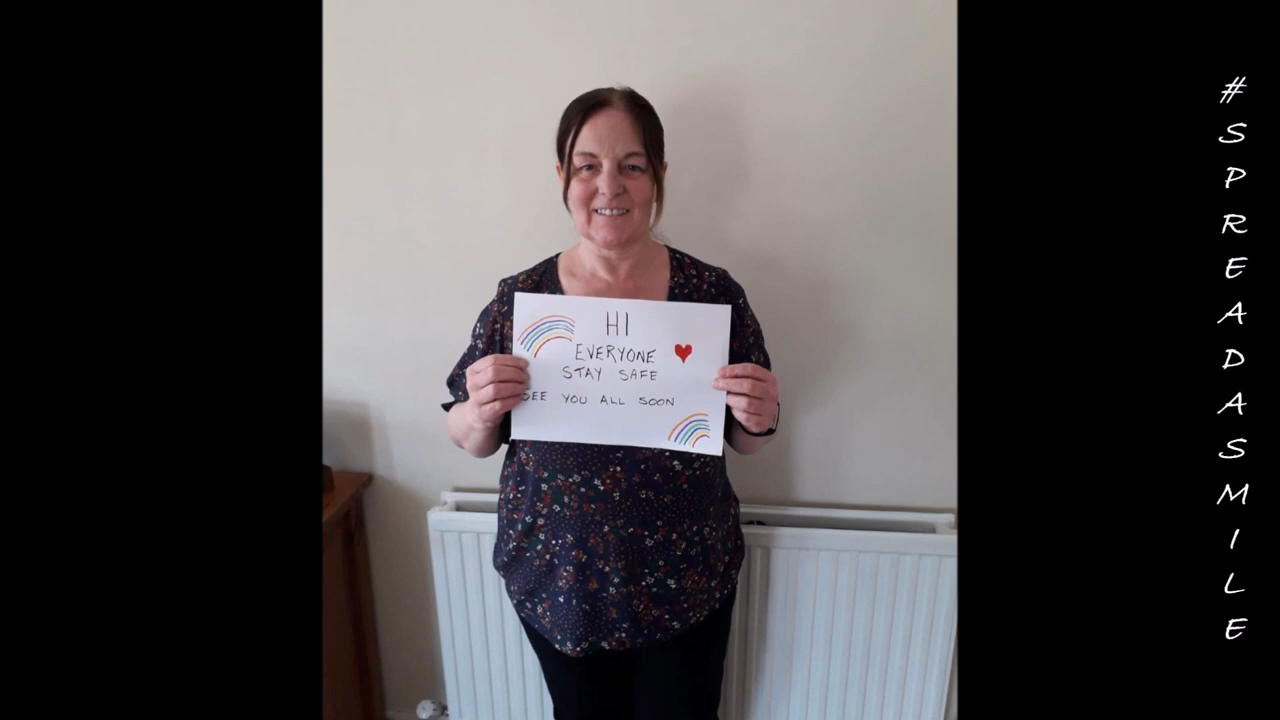 HI
EVERYONE
STAY SAFE
SEE YOU ALL SOON
#SPREADASMILE